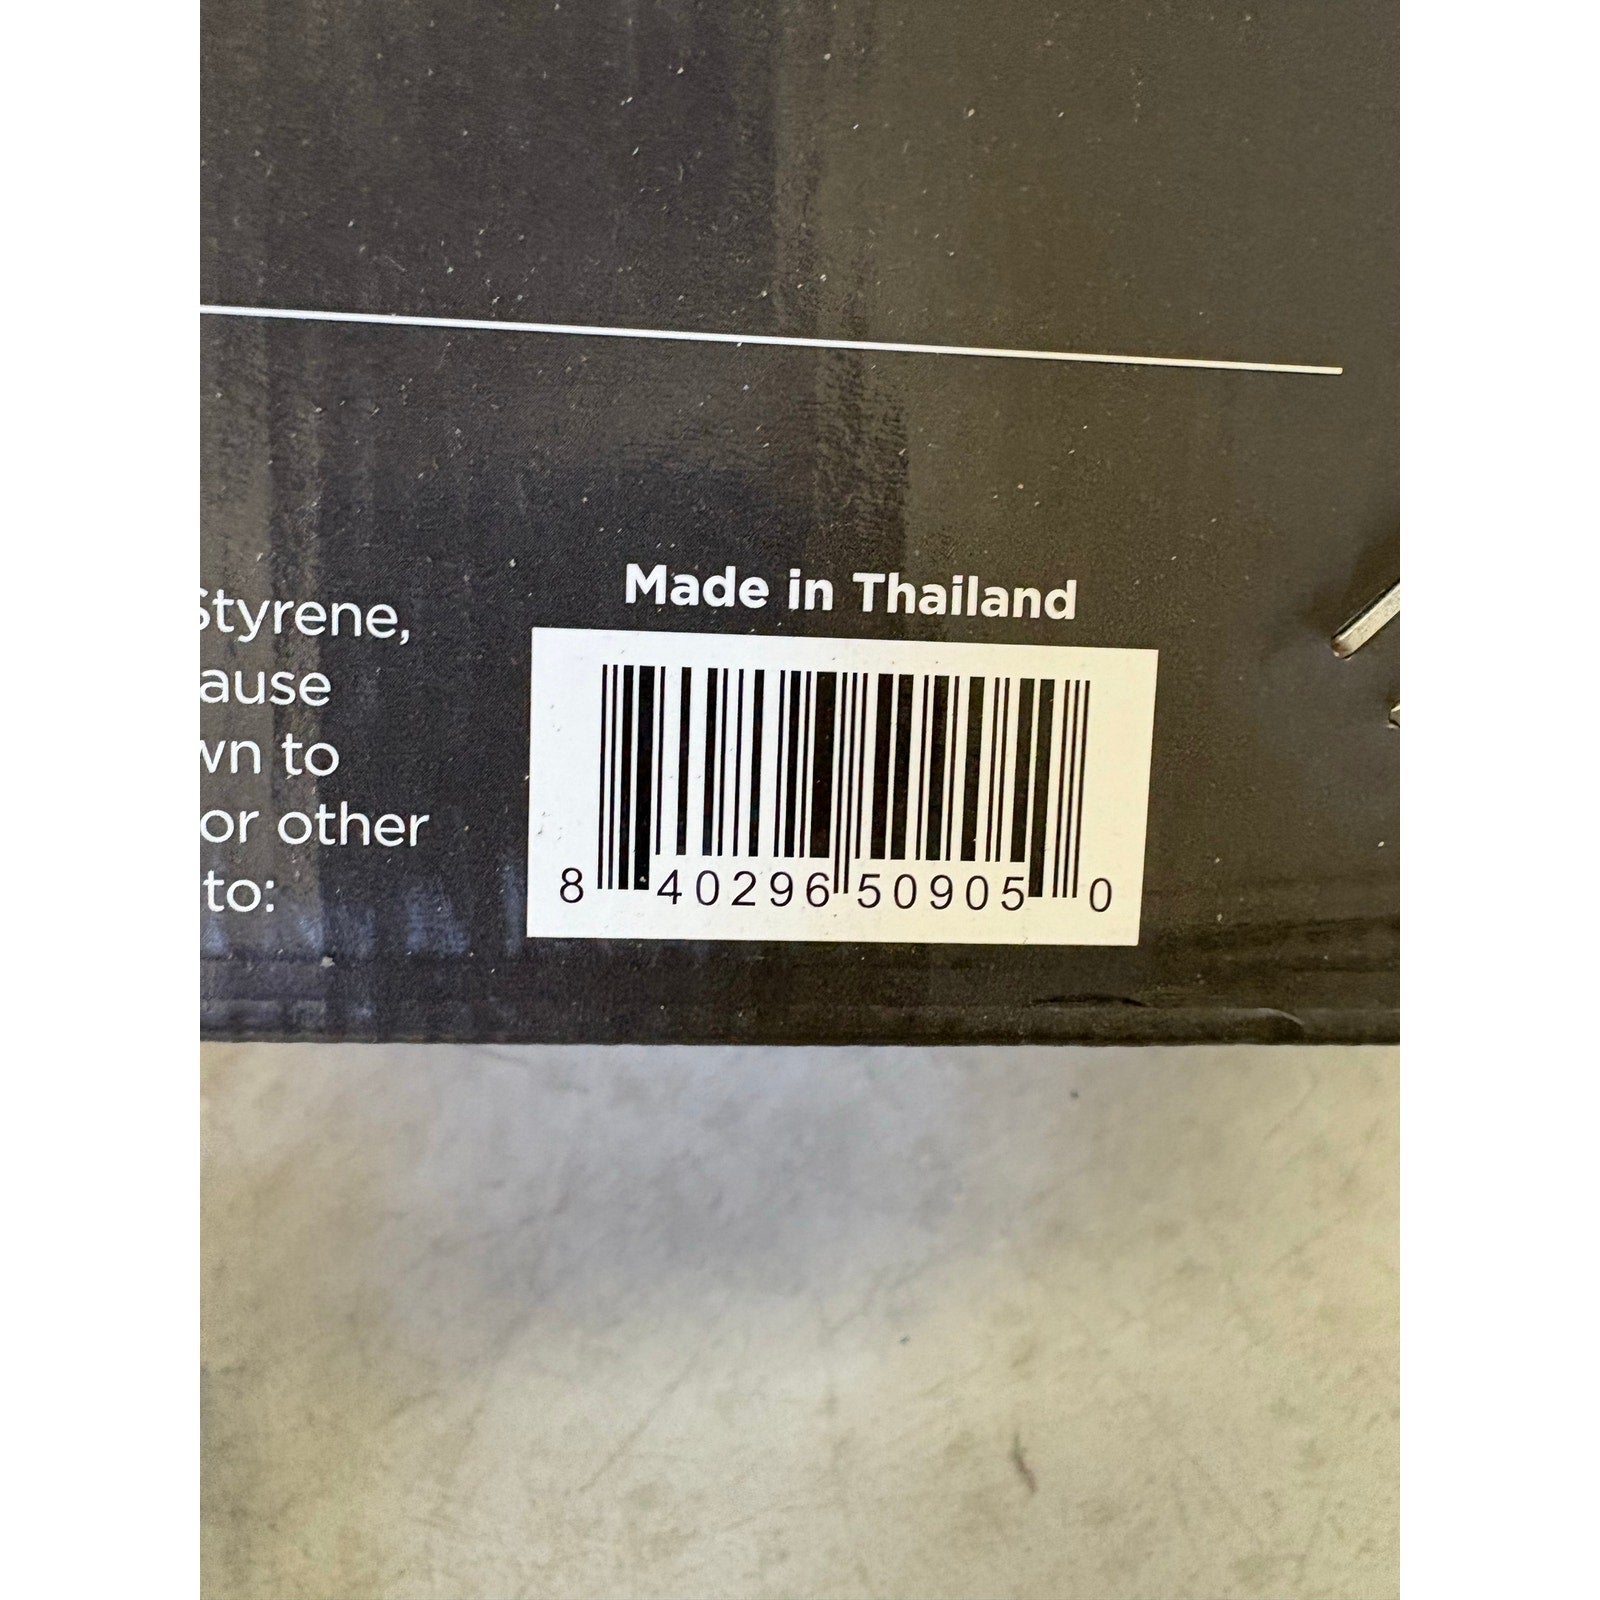 Styrene,
ause
wn to
or other
to:
Made in Thailand
8 40296 50905 0